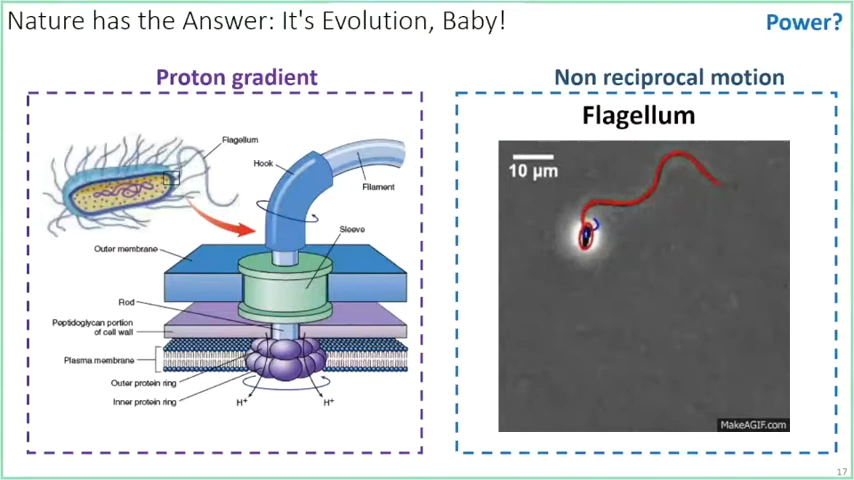 Nature has the Answer: It's Evolution, Baby!
Power?
Proton gradient
Flagellum
Hook
Filament
Sleeve
Outer membrane
Rod
Peptidoglycan portion
of cell wall
Plasma membrane
Outer protein ring
Inner protein ring
H+
H+
Non reciprocal motion
Flagellum
10 µm
MakeAGIF.com
17